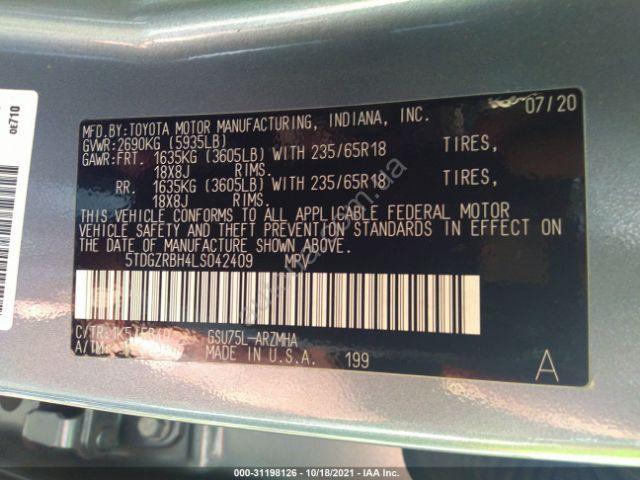 0E710
07/20
MFD.BY:TOYOTA MOTOR MANUFACTURING, INDIANA, INC.
GVWR:2690KG (5935LB)
GAWR:FRT. 1635KG (3605LB) WITH 235/65R18 TIRES,
18X8J RIMS.
RR. 1635KG (3605LB) WITH 235/65R18 TIRES,
18X8J RIMS.
THIS VEHICLE CONFORMS TO ALL APPLICABLE FEDERAL MOTOR
VEHICLE SAFETY AND THEFT PREVENTION STANDARDS IN EFFECT ON
THE DATE OF MANUFACTURE SHOWN ABOVE.
5TDGZRBH4LS042409 MPV
C/TR:
GSU75L-ARZMHA
A/TM:
MADE IN U.S.A. 199
A
000-31198126 - 10/18/2021 - IAA Inc.